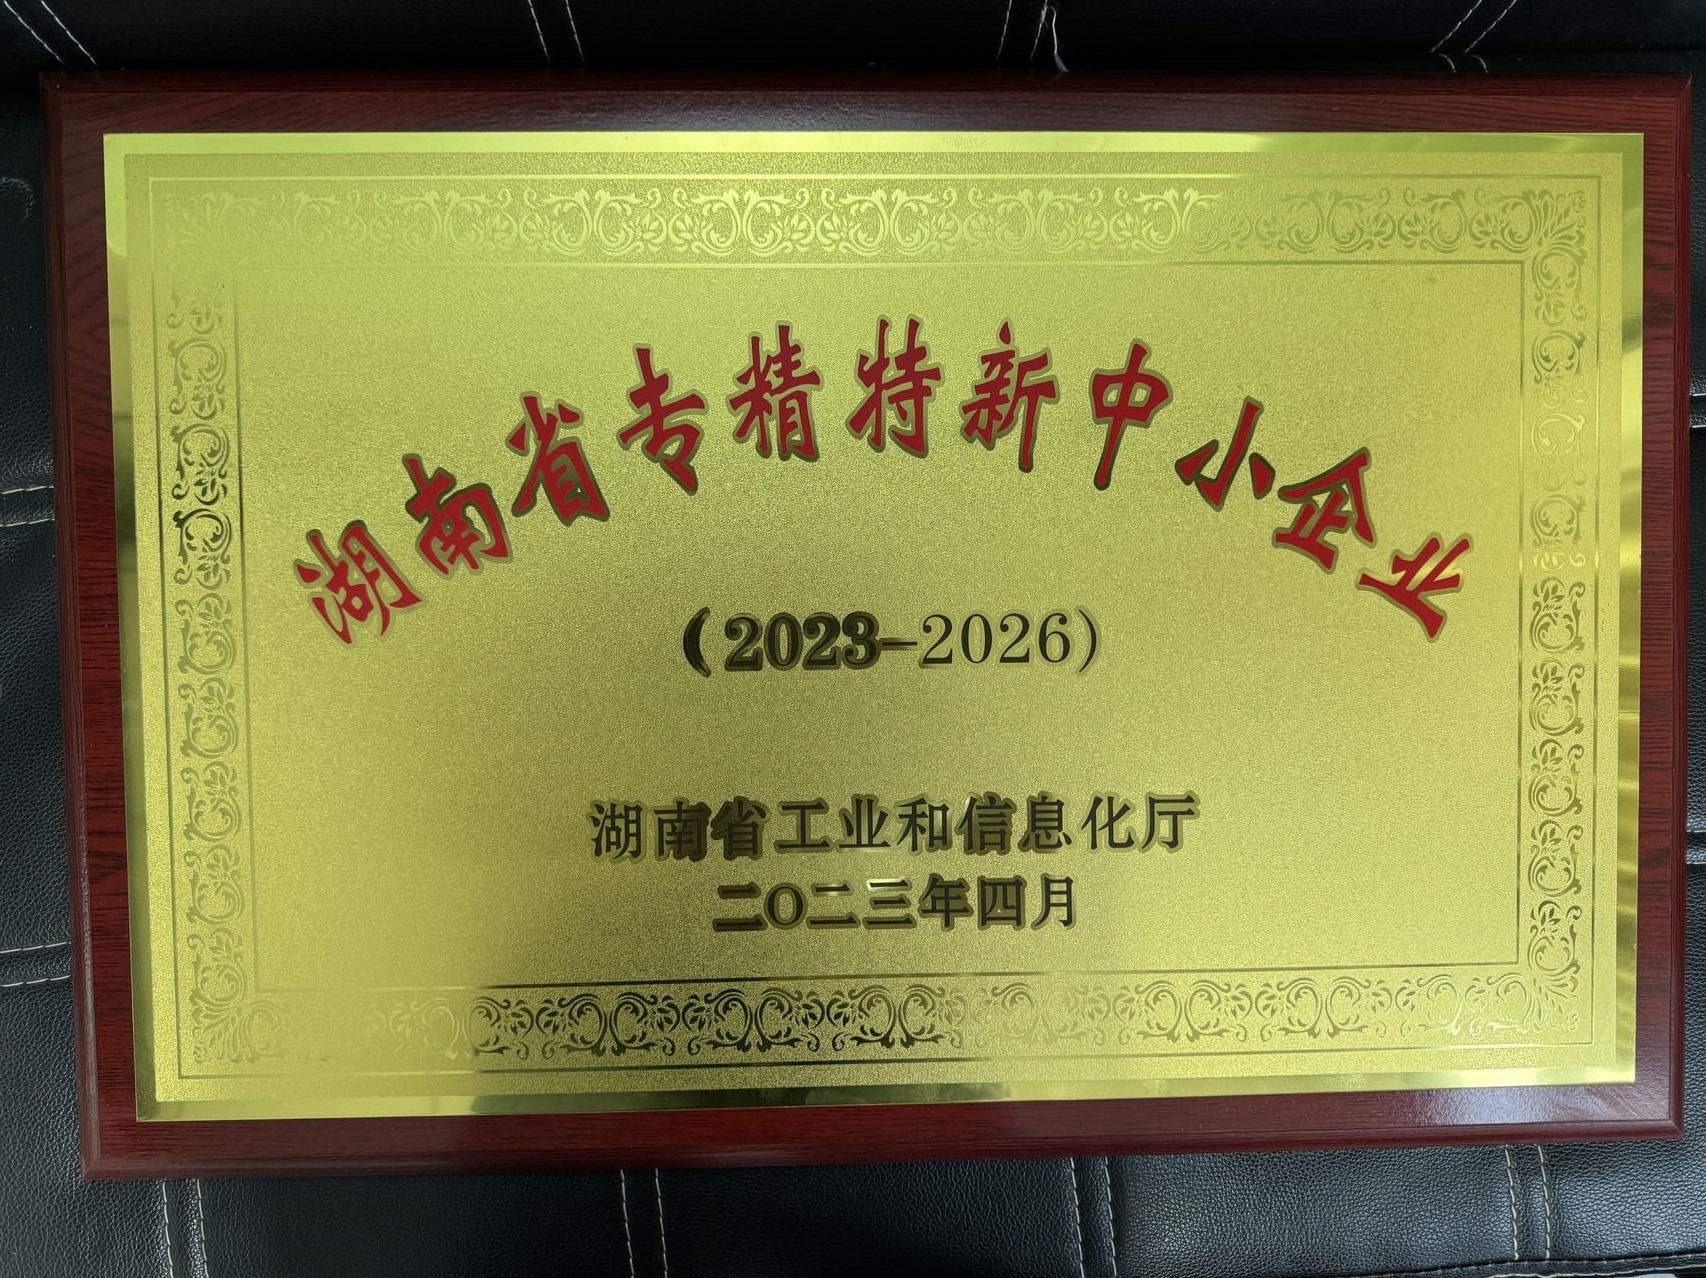 湖南省专精特新中小企业
(2023-2026)
湖南省工业和信息化厅
二O二三年四月